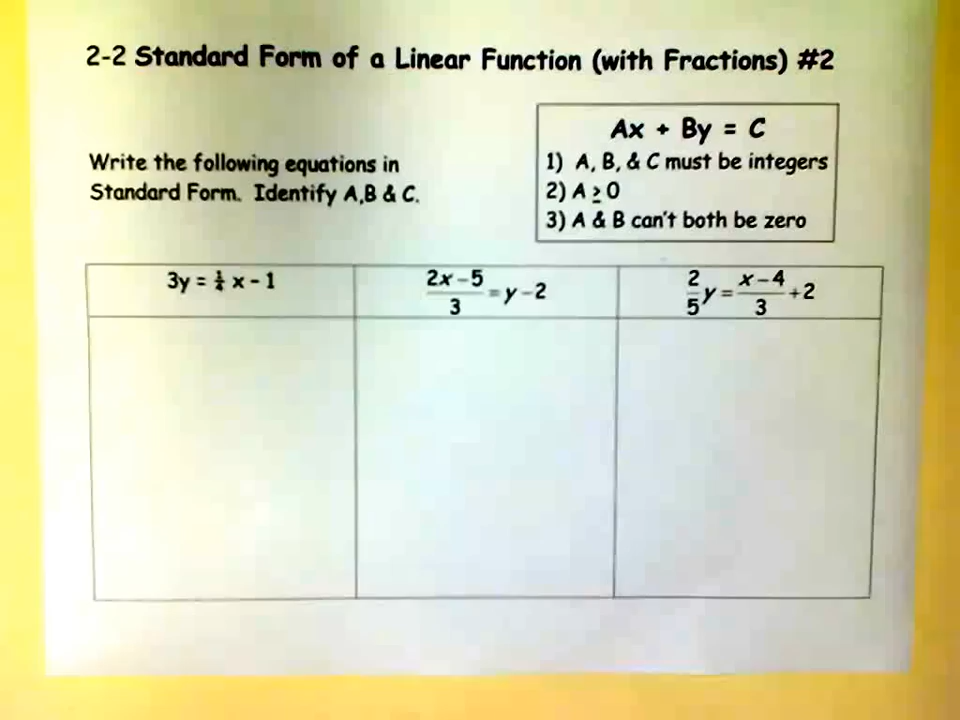 2-2 Standard Form of a Linear Function (with Fractions) #2
Ax + By = C
Write the following equations in
Standard Form. Identify A,B & C.
1) A, B, & C must be integers
2) A ≥ 0
3) A & B can't both be zero
3y = x - 1
(2x - 5)/3 = y - 2
2/5 y = (x - 4)/3 + 2